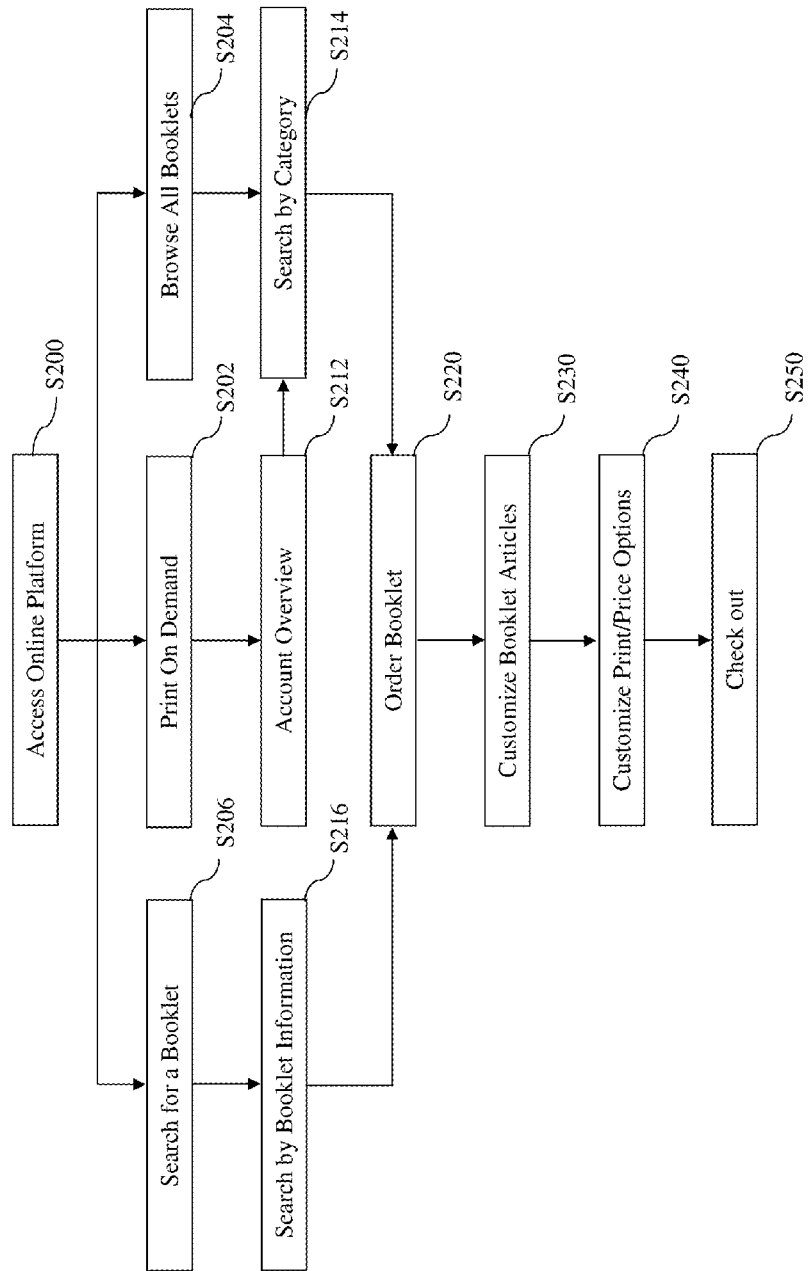 Access Online Platform
S200
Search for a Booklet
S206
Print On Demand
S202
Browse All Booklets
S204
Search by Booklet Information
S216
Account Overview
S212
Search by Category
S214
Order Booklet
S220
Customize Booklet Articles
S230
Customize Print/Price Options
S240
Check out
S250